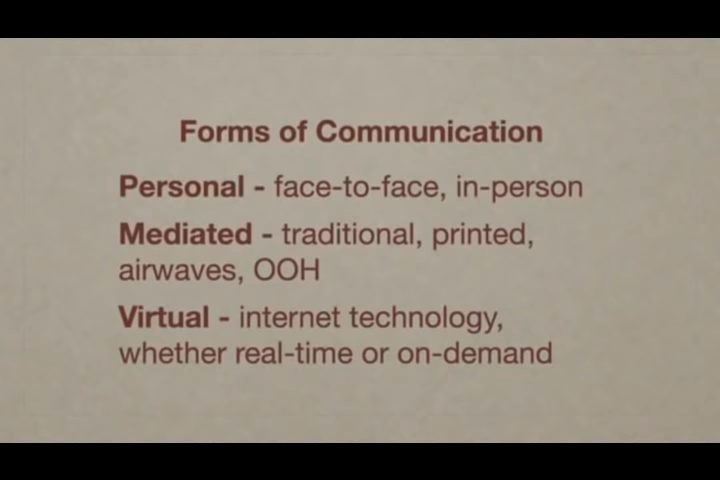 Forms of Communication
Personal - face-to-face, in-person
Mediated - traditional, printed,
airwaves, OOH
Virtual - internet technology,
whether real-time or on-demand